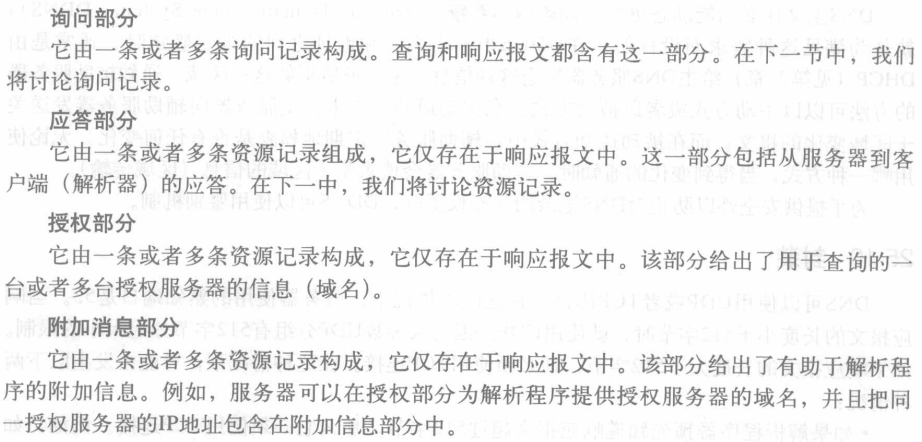 询问部分
它由一条或者多条询问记录构成。查询和响应报文都含有这一部分。在下一节中，我们
将讨论询问记录。
应答部分
它由一条或者多条资源记录组成，它仅存在于响应报文中。这一部分包括从服务器到客
户端（解析器）的应答。在下一中，我们将讨论资源记录。
授权部分
它由一条或者多条资源记录构成，它仅存在于响应报文中。该部分给出了用于查询的一
台或者多台授权服务器的信息（域名）。
附加消息部分
它由一条或者多条资源记录构成，它仅存在于响应报文中。该部分给出了有助于解析程
序的附加信息。例如，服务器可以在授权部分为解析程序提供授权服务器的域名，并且把同
一授权服务器的IP地址包含在附加信息部分中。